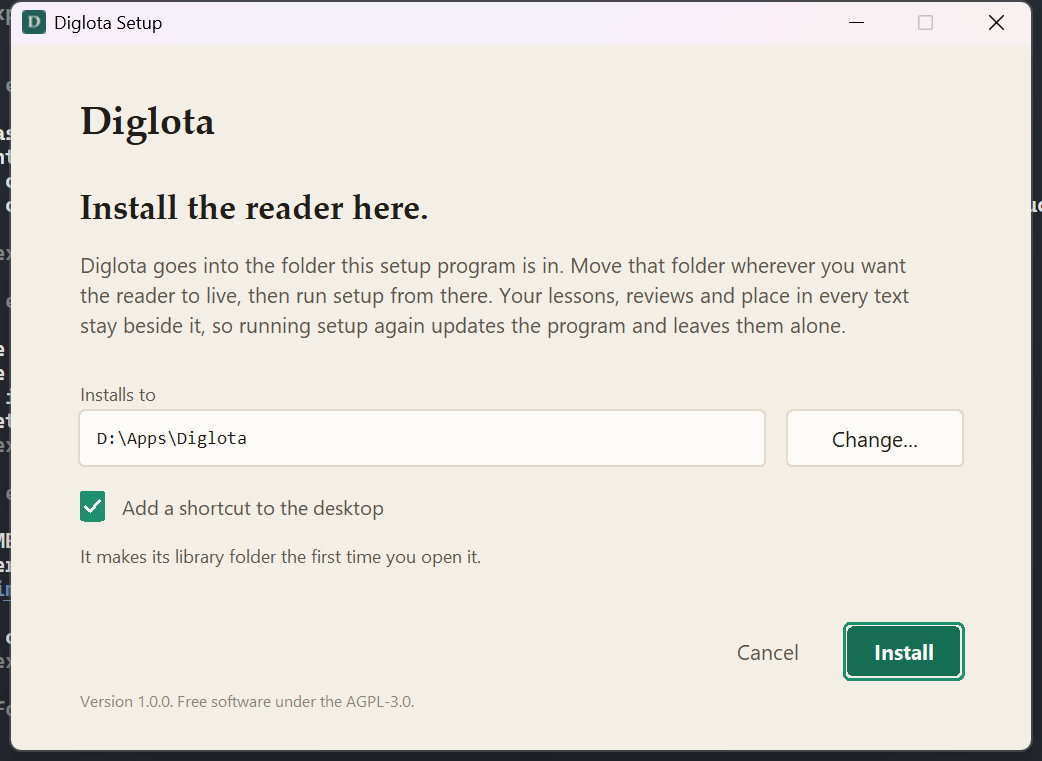 D Diglota Setup
Diglota
Install the reader here.
Diglota goes into the folder this setup program is in. Move that folder wherever you want
the reader to live, then run setup from there. Your lessons, reviews and place in every text
stay beside it, so running setup again updates the program and leaves them alone.
Installs to
D:\Apps\Diglota
Change...
Add a shortcut to the desktop
It makes its library folder the first time you open it.
Cancel
Install
Version 1.0.0. Free software under the AGPL-3.0.